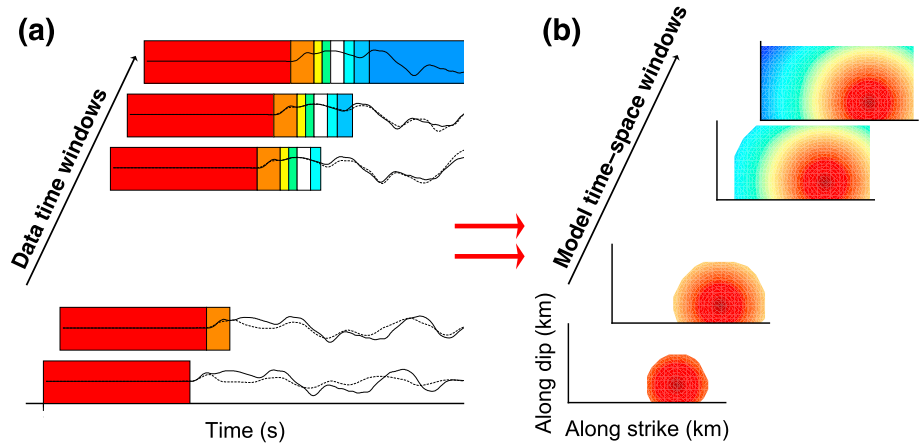 (a)
Data time windows
Time (s)
(b)
Model time–space windows
Along dip (km)
Along strike (km)